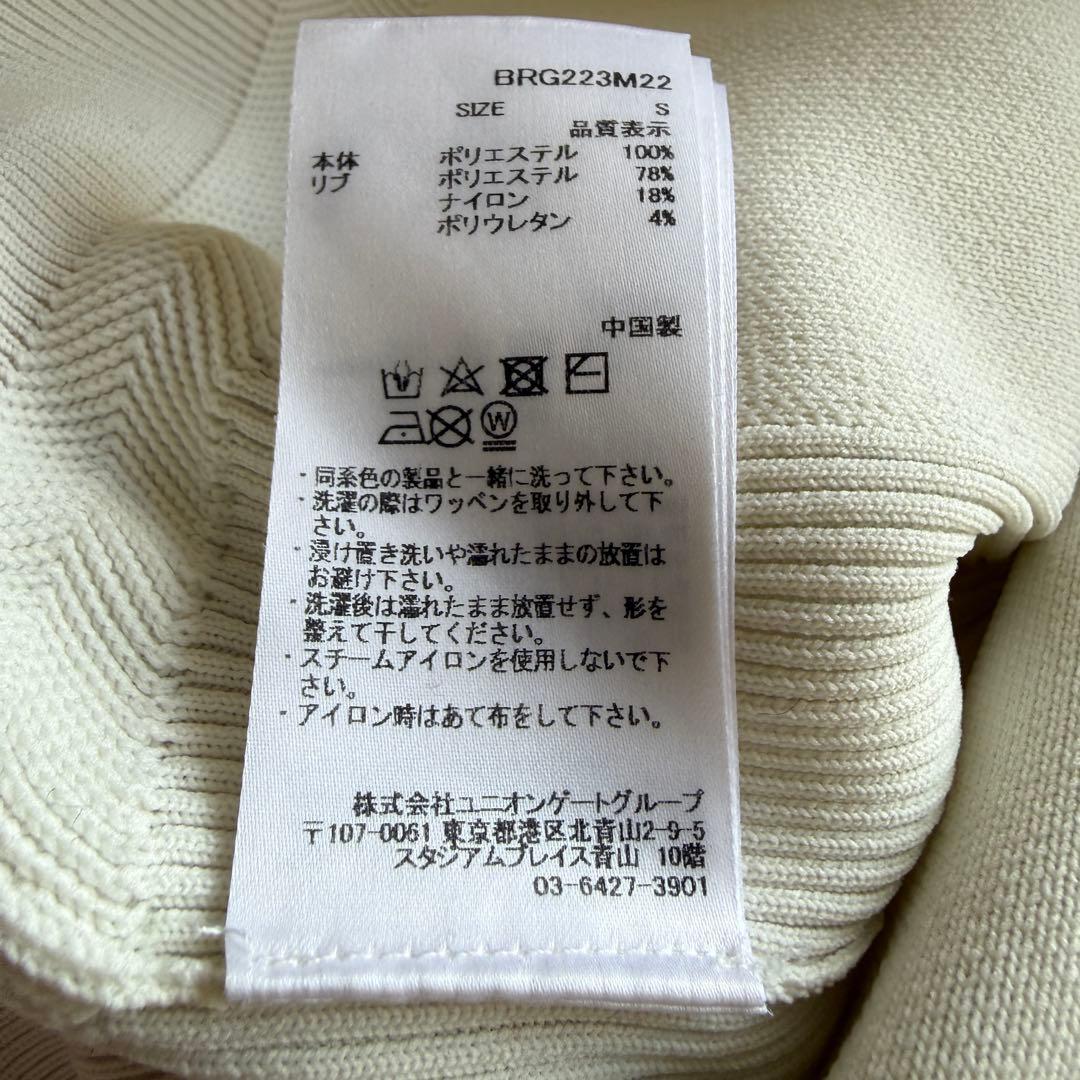 BRG223M22
SIZE S
品質表示
本体 ポリエステル 100%
リブ ポリエステル 78%
ナイロン 18%
ポリウレタン 4%
中国製
W
・同系色の製品と一緒に洗って下さい。
・洗濯の際はワッペンを取り外して下
さい。
・浸け置き洗いや濡れたままの放置は
お避け下さい。
・洗濯後は濡れたまま放置せず、形を
整えて干してください。
・スチームアイロンを使用しないで下
さい。
・アイロン時はあて布をして下さい。
株式会社ユニオンゲートグループ
〒107-0061 東京都港区北青山2-9-5
スタジアムプレイス青山 10階
03-6427-3901